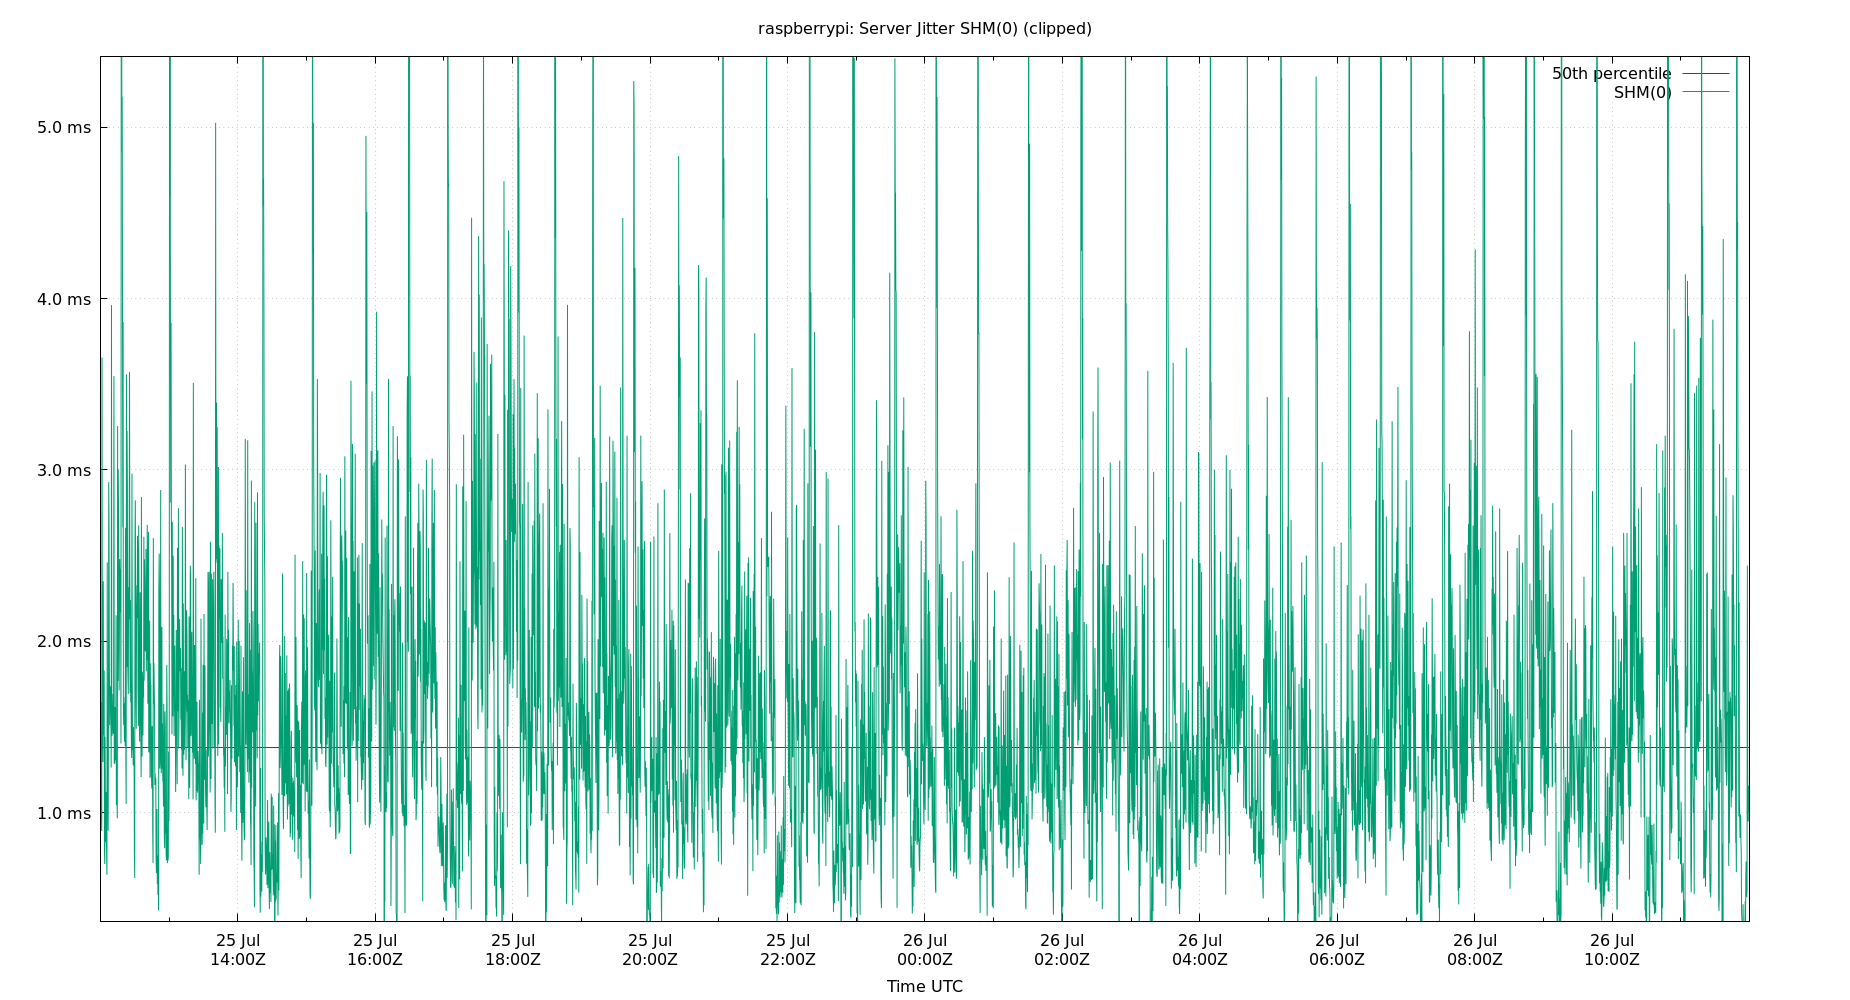 raspberrypi: Server Jitter SHM(0) (clipped)
50th percentile
SHM(0)
5.0 ms
4.0 ms
3.0 ms
2.0 ms
1.0 ms
25 Jul 25 Jul 25 Jul 25 Jul 25 Jul 26 Jul 26 Jul 26 Jul 26 Jul 26 Jul 26 Jul
14:00Z 16:00Z 18:00Z 20:00Z 22:00Z 00:00Z 02:00Z 04:00Z 06:00Z 08:00Z 10:00Z
Time UTC